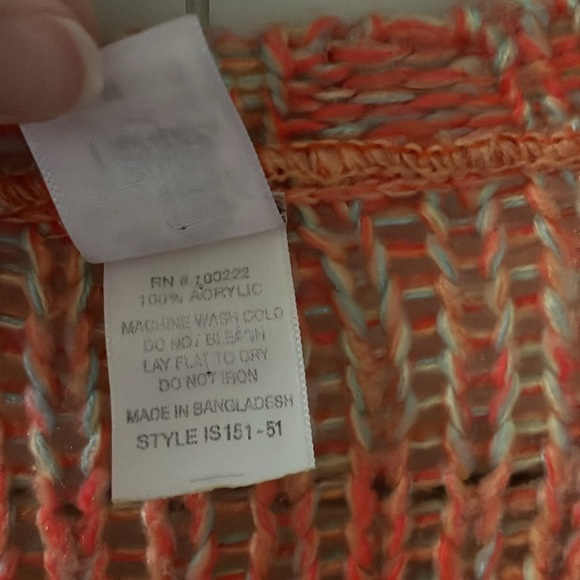 RN # 100222
100% ACRYLIC
MACHINE WASH COLD
DO NOT BLEACH
LAY FLAT TO DRY
DO NOT IRON
MADE IN BANGLADESH
STYLE IS151-51